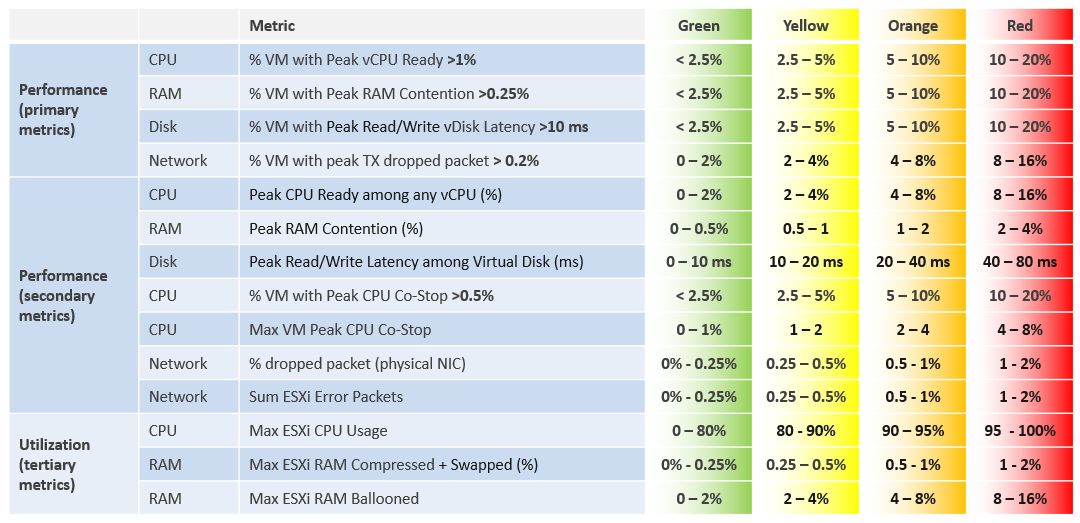 Metric Green Yellow Orange Red
Performance (primary metrics)
CPU % VM with Peak vCPU Ready >1% < 2.5% 2.5 – 5% 5 – 10% 10 – 20%
RAM % VM with Peak RAM Contention >0.25% < 2.5% 2.5 – 5% 5 – 10% 10 – 20%
Disk % VM with Peak Read/Write vDisk Latency >10 ms < 2.5% 2.5 – 5% 5 – 10% 10 – 20%
Network % VM with peak TX dropped packet > 0.2% 0 – 2% 2 – 4% 4 – 8% 8 – 16%
Performance (secondary metrics)
CPU Peak CPU Ready among any vCPU (%) 0 – 2% 2 – 4% 4 – 8% 8 – 16%
RAM Peak RAM Contention (%) 0 – 0.5% 0.5 – 1 1 – 2 2 – 4%
Disk Peak Read/Write Latency among Virtual Disk (ms) 0 – 10 ms 10 – 20 ms 20 – 40 ms 40 – 80 ms
CPU % VM with Peak CPU Co-Stop >0.5% < 2.5% 2.5 – 5% 5 – 10% 10 – 20%
CPU Max VM Peak CPU Co-Stop 0 – 1% 1 – 2 2 – 4 4 – 8%
Network % dropped packet (physical NIC) 0% - 0.25% 0.25 – 0.5% 0.5 - 1% 1 - 2%
Network Sum ESXi Error Packets 0% - 0.25% 0.25 – 0.5% 0.5 - 1% 1 - 2%
Utilization (tertiary metrics)
CPU Max ESXi CPU Usage 0 – 80% 80 - 90% 90 – 95% 95 - 100%
RAM Max ESXi RAM Compressed + Swapped (%) 0% - 0.25% 0.25 – 0.5% 0.5 - 1% 1 - 2%
RAM Max ESXi RAM Ballooned 0 – 2% 2 – 4% 4 – 8% 8 – 16%